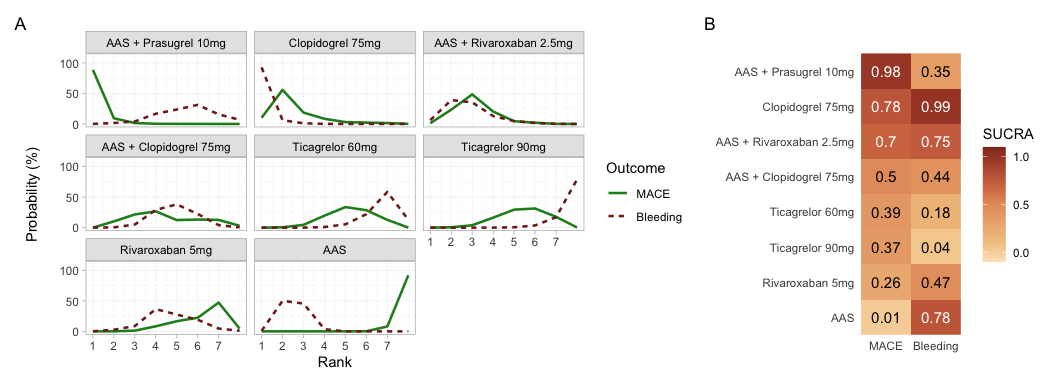 A
AAS + Prasugrel 10mg
Clopidogrel 75mg
AAS + Rivaroxaban 2.5mg
100
50
0
AAS + Clopidogrel 75mg
Ticagrelor 60mg
Ticagrelor 90mg
100
50
0
1 2 3 4 5 6 7
Rivaroxaban 5mg
AAS
100
50
0
1 2 3 4 5 6 7
1 2 3 4 5 6 7
Probability (%)
Rank
Outcome
MACE
Bleeding
B
AAS + Prasugrel 10mg 0.98 0.35
Clopidogrel 75mg 0.78 0.99
AAS + Rivaroxaban 2.5mg 0.7 0.75
AAS + Clopidogrel 75mg 0.5 0.44
Ticagrelor 60mg 0.39 0.18
Ticagrelor 90mg 0.37 0.04
Rivaroxaban 5mg 0.26 0.47
AAS 0.01 0.78
MACE Bleeding
SUCRA
1.0
0.5
0.0